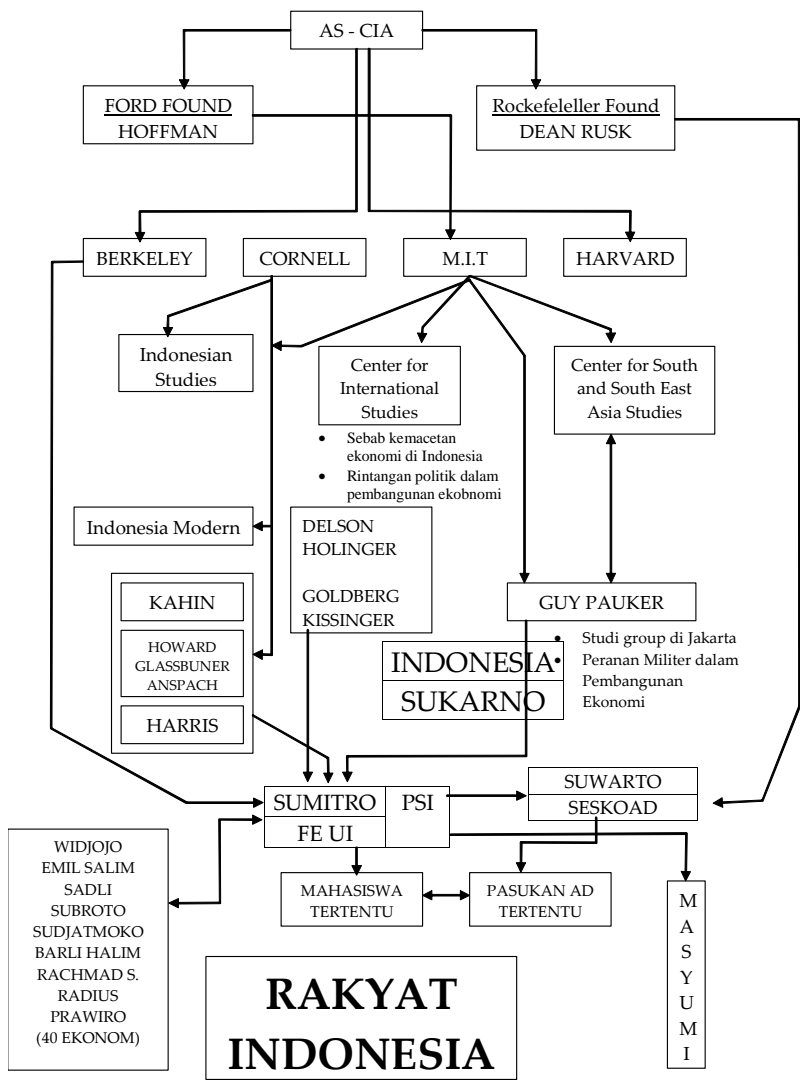 AS - CIA
FORD FOUND
HOFFMAN
Rockefeleller Found
DEAN RUSK
BERKELEY
CORNELL
M.I.T
HARVARD
Indonesian
Studies
Center for
International
Studies
Center for South
and South East
Asia Studies
• Sebab kemacetan
ekonomi di Indonesia
• Rintangan politik dalam
pembangunan ekobnomi
Indonesia Modern
DELSON
HOLINGER
GOLDBERG
KISSINGER
KAHIN
HOWARD
GLASSBUNER
ANSPACH
HARRIS
GUY PAUKER
• Studi group di Jakarta
• Peranan Militer dalam
Pembangunan
Ekonomi
INDONESIA
SUKARNO
SUMITRO
PSI
FE UI
SUWARTO
SESKOAD
WIDJOJO
EMIL SALIM
SADLI
SUBROTO
SUDJATMOKO
BARLI HALIM
RACHMAD S.
RADIUS
PRAWIRO
(40 EKONOM)
MAHASISWA
TERTENTU
PASUKAN AD
TERTENTU
M
A
S
Y
U
M
I
RAKYAT
INDONESIA